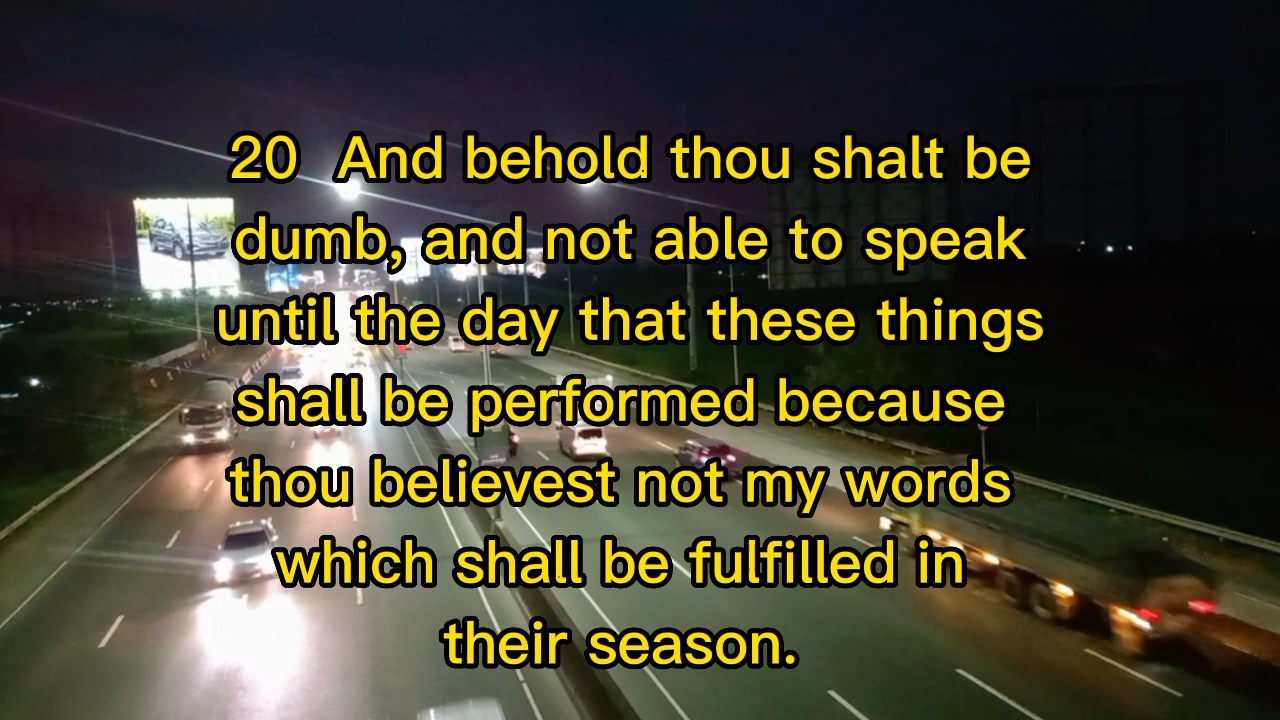 20  And behold thou shalt be
dumb, and not able to speak
until the day that these things
shall be performed because
thou believest not my words
which shall be fulfilled in
their season.